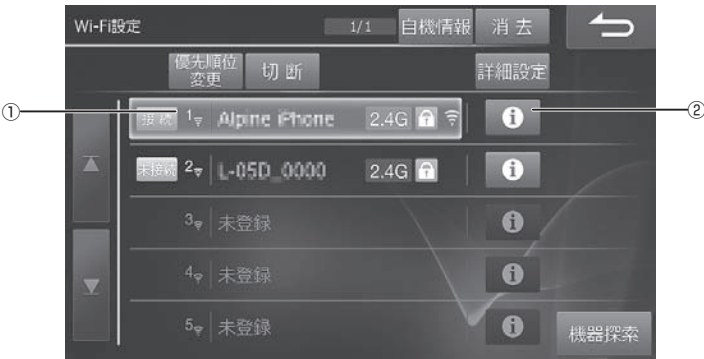 Wi-Fi設定 1/1 自機情報 消去
優先順位
変更 切断 詳細設定
① 接続 1 Alpine iPhone 2.4G ②
未接続 2 L-05D_0000 2.4G
3 未登録
4 未登録
5 未登録
機器探索